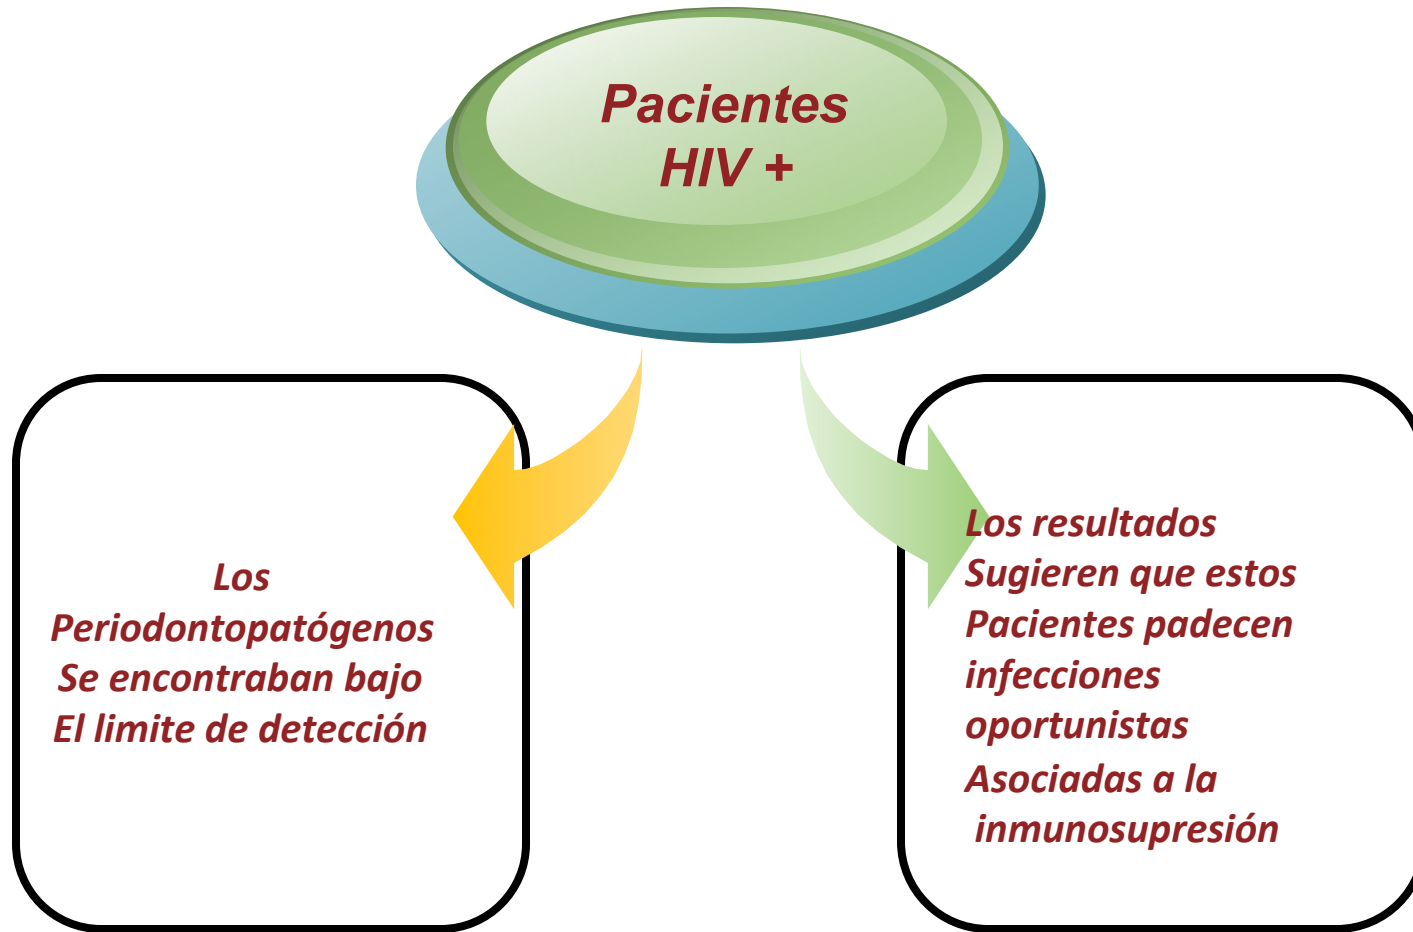 Pacientes
HIV +
Los
Periodontopatógenos
Se encontraban bajo
El limite de detección
Los resultados
Sugieren que estos
Pacientes padecen
infecciones
oportunistas
Asociadas a la
inmunosupresión